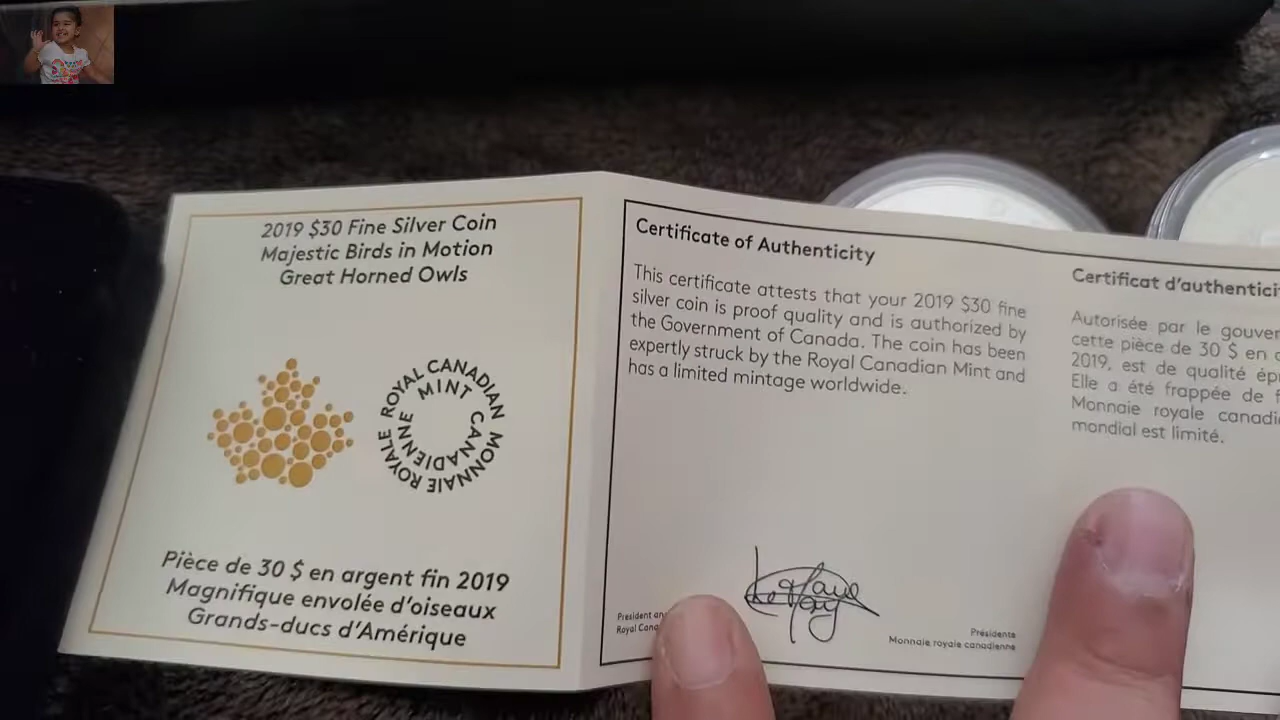 2019 $30 Fine Silver Coin
Majestic Birds in Motion
Great Horned Owls
ROYAL CANADIAN MINT
MONNAIE ROYALE CANADIENNE
Pièce de 30 $ en argent fin 2019
Magnifique envolée d'oiseaux
Grands-ducs d'Amérique
Certificate of Authenticity
This certificate attests that your 2019 $30 fine
silver coin is proof quality and is authorized by
the Government of Canada. The coin has been
expertly struck by the Royal Canadian Mint and
has a limited mintage worldwide.
President
Royal
Présidente
Monnaie royale canadienne
Certificat
Autorisée par le
cette pièce de 30 $ en
2019, est de qualité
Elle a été frappée de
Monnaie royale
mondial est limité.